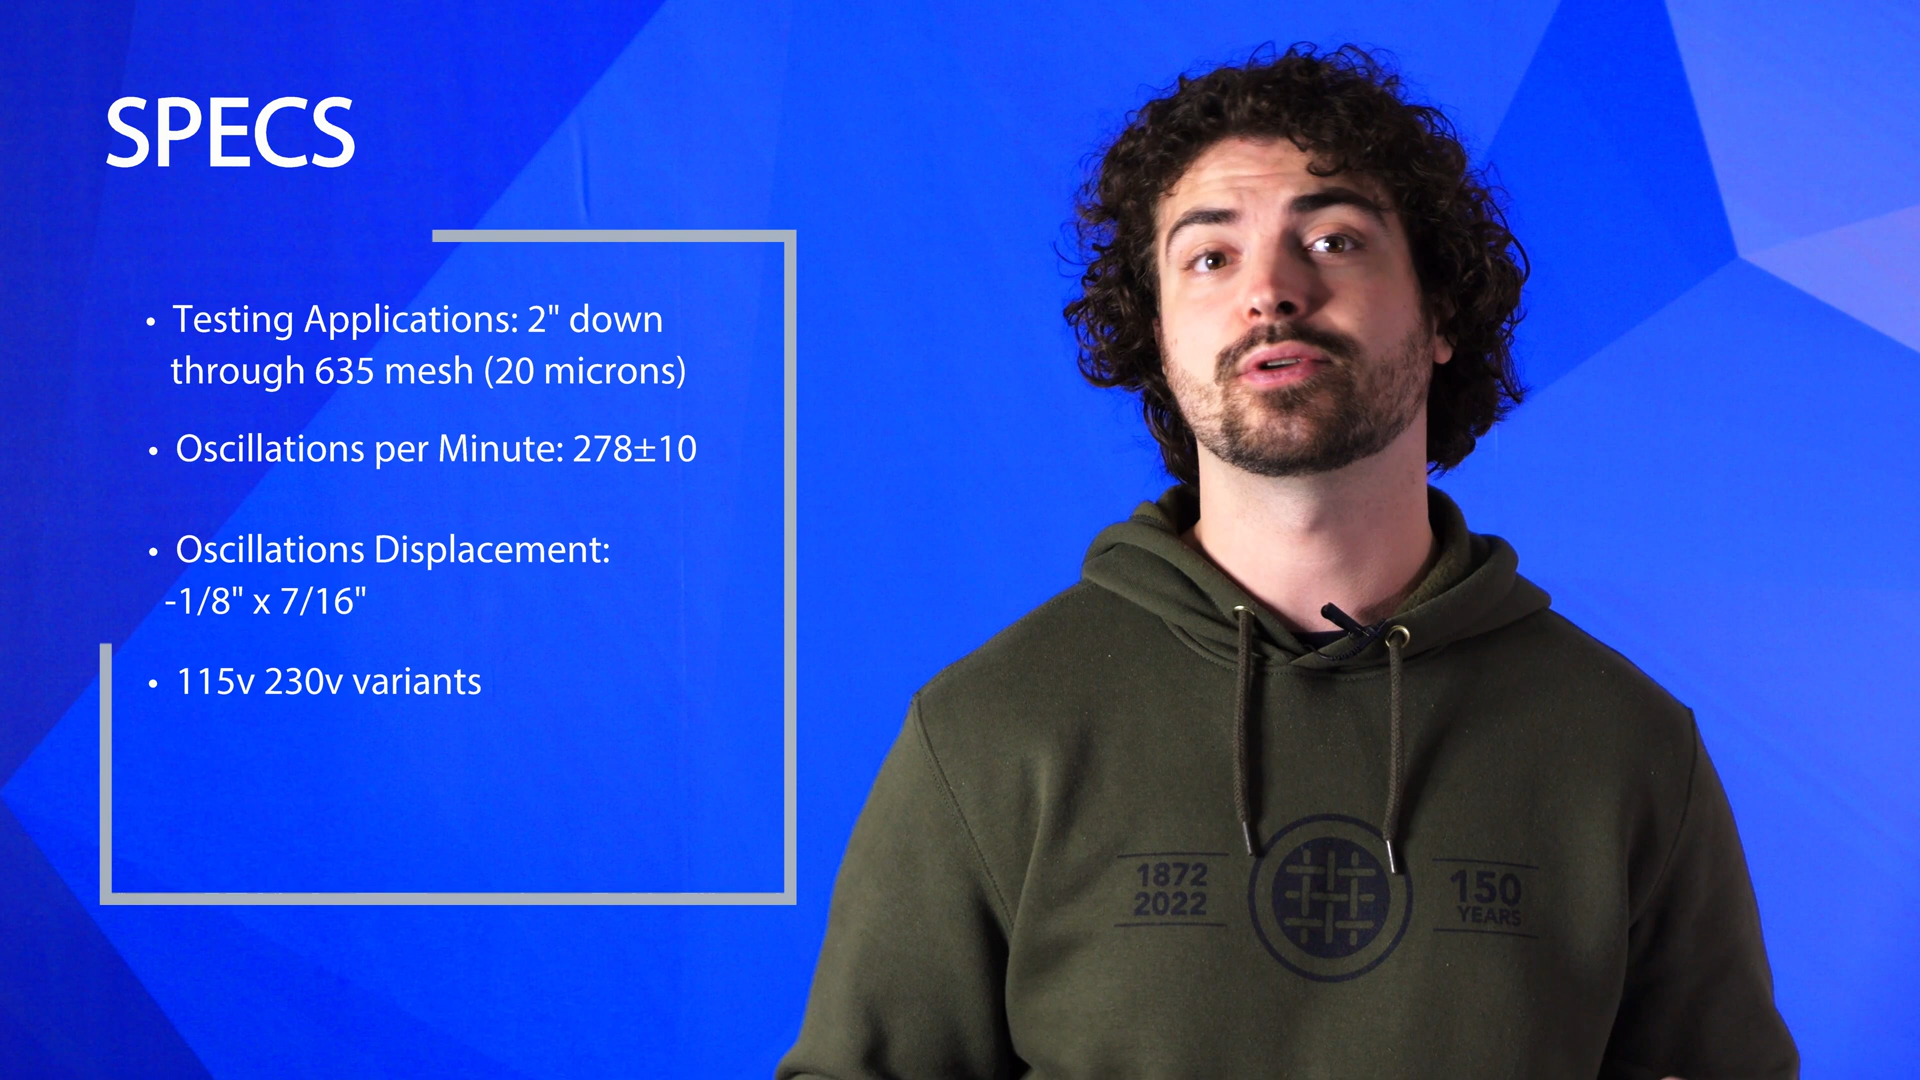 SPECS
• Testing Applications: 2" down
through 635 mesh (20 microns)
• Oscillations per Minute: 278±10
• Oscillations Displacement:
-1/8" x 7/16"
• 115v 230v variants
1872
2022
150
YEARS